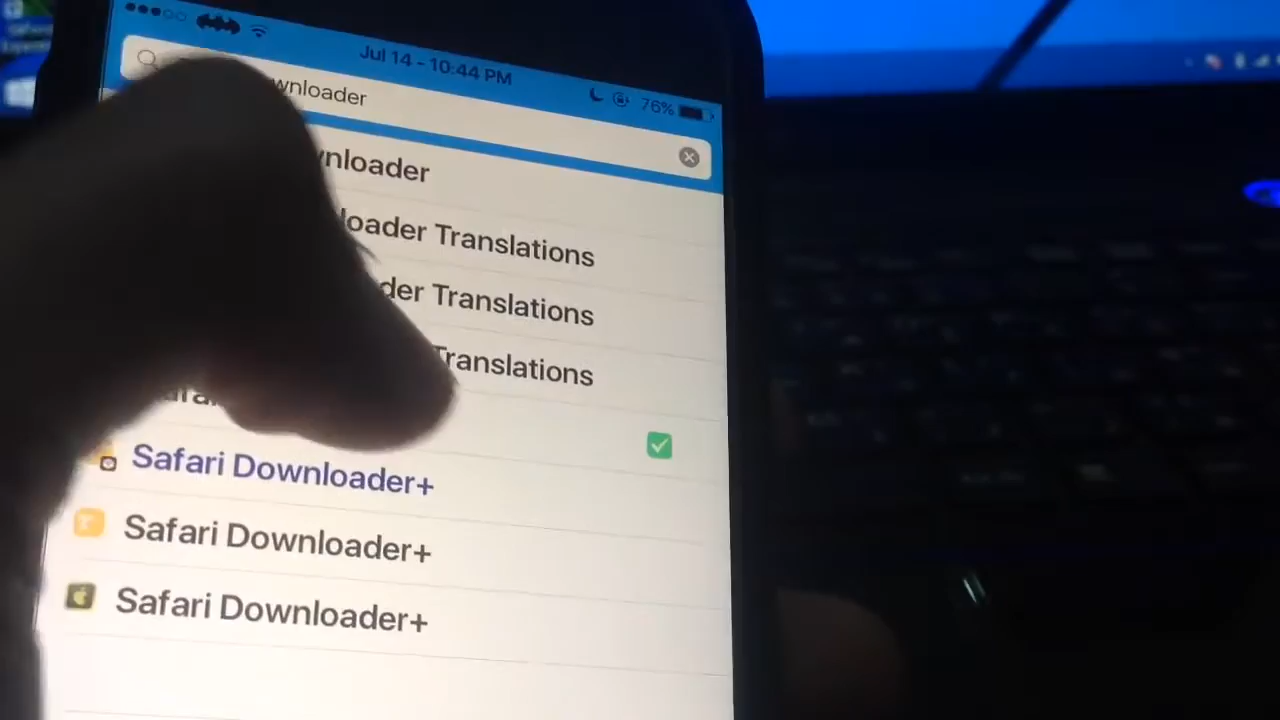 Jul 14 - 10:44 PM
76%
wnloader
wnloader
loader Translations
der Translations
Translations
afar
Safari Downloader+
Safari Downloader+
Safari Downloader+